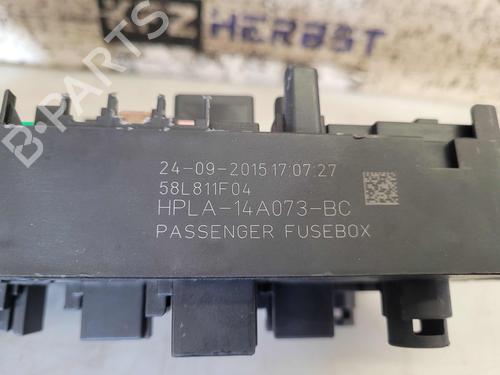 HERBST
B-PARTS
24-09-2015 17:07:27
58L811F04
HPLA-14A073-BC
PASSENGER FUSEBOX